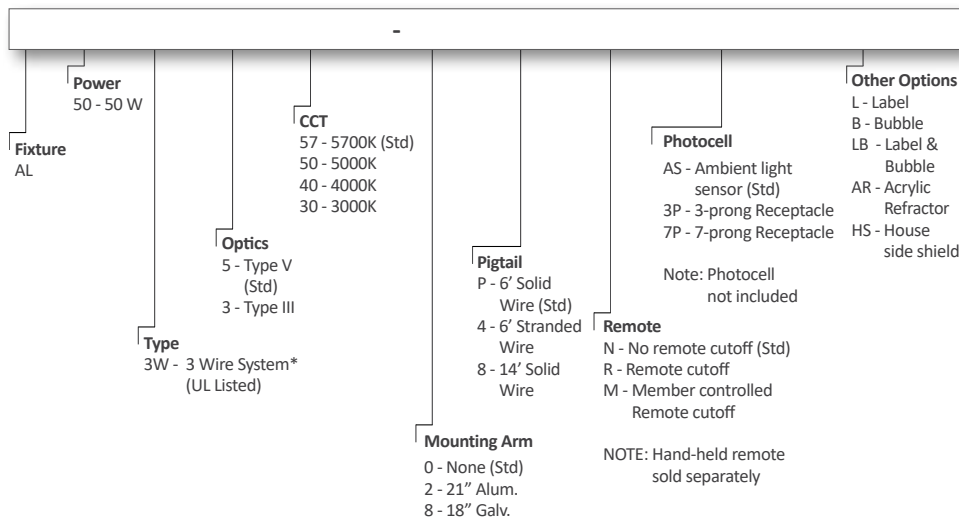 -
Fixture
AL
Power
50 - 50 W
Type
3W - 3 Wire System*
(UL Listed)
Optics
5 - Type V
(Std)
3 - Type III
CCT
57 - 5700K (Std)
50 - 5000K
40 - 4000K
30 - 3000K
Mounting Arm
0 - None (Std)
2 - 21” Alum.
8 - 18” Galv.
Pigtail
P - 6’ Solid
Wire (Std)
4 - 6’ Stranded
Wire
8 - 14’ Solid
Wire
Remote
N - No remote cutoff (Std)
R - Remote cutoff
M - Member controlled
Remote cutoff
NOTE: Hand-held remote
sold separately
Photocell
AS - Ambient light
sensor (Std)
3P - 3-prong Receptacle
7P - 7-prong Receptacle
Note: Photocell
not included
Other Options
L - Label
B - Bubble
LB - Label &
Bubble
AR - Acrylic
Refractor
HS - House
side shield